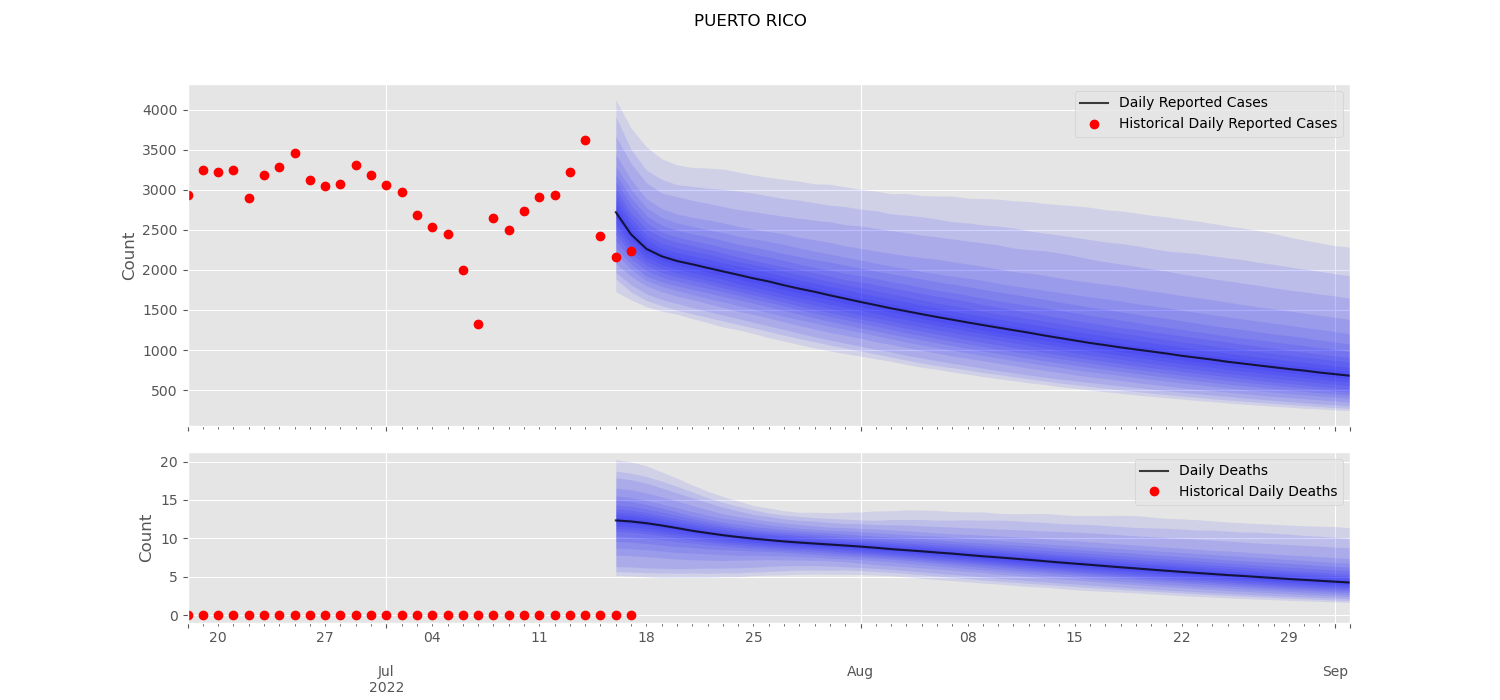 PUERTO RICO
Daily Reported Cases
Historical Daily Reported Cases
4000
3500
3000
2500
2000
1500
1000
500
Count
Daily Deaths
Historical Daily Deaths
20
15
10
5
0
Count
20 27 04 11 18 25 08 15 22 29
Jul Aug Sep
2022